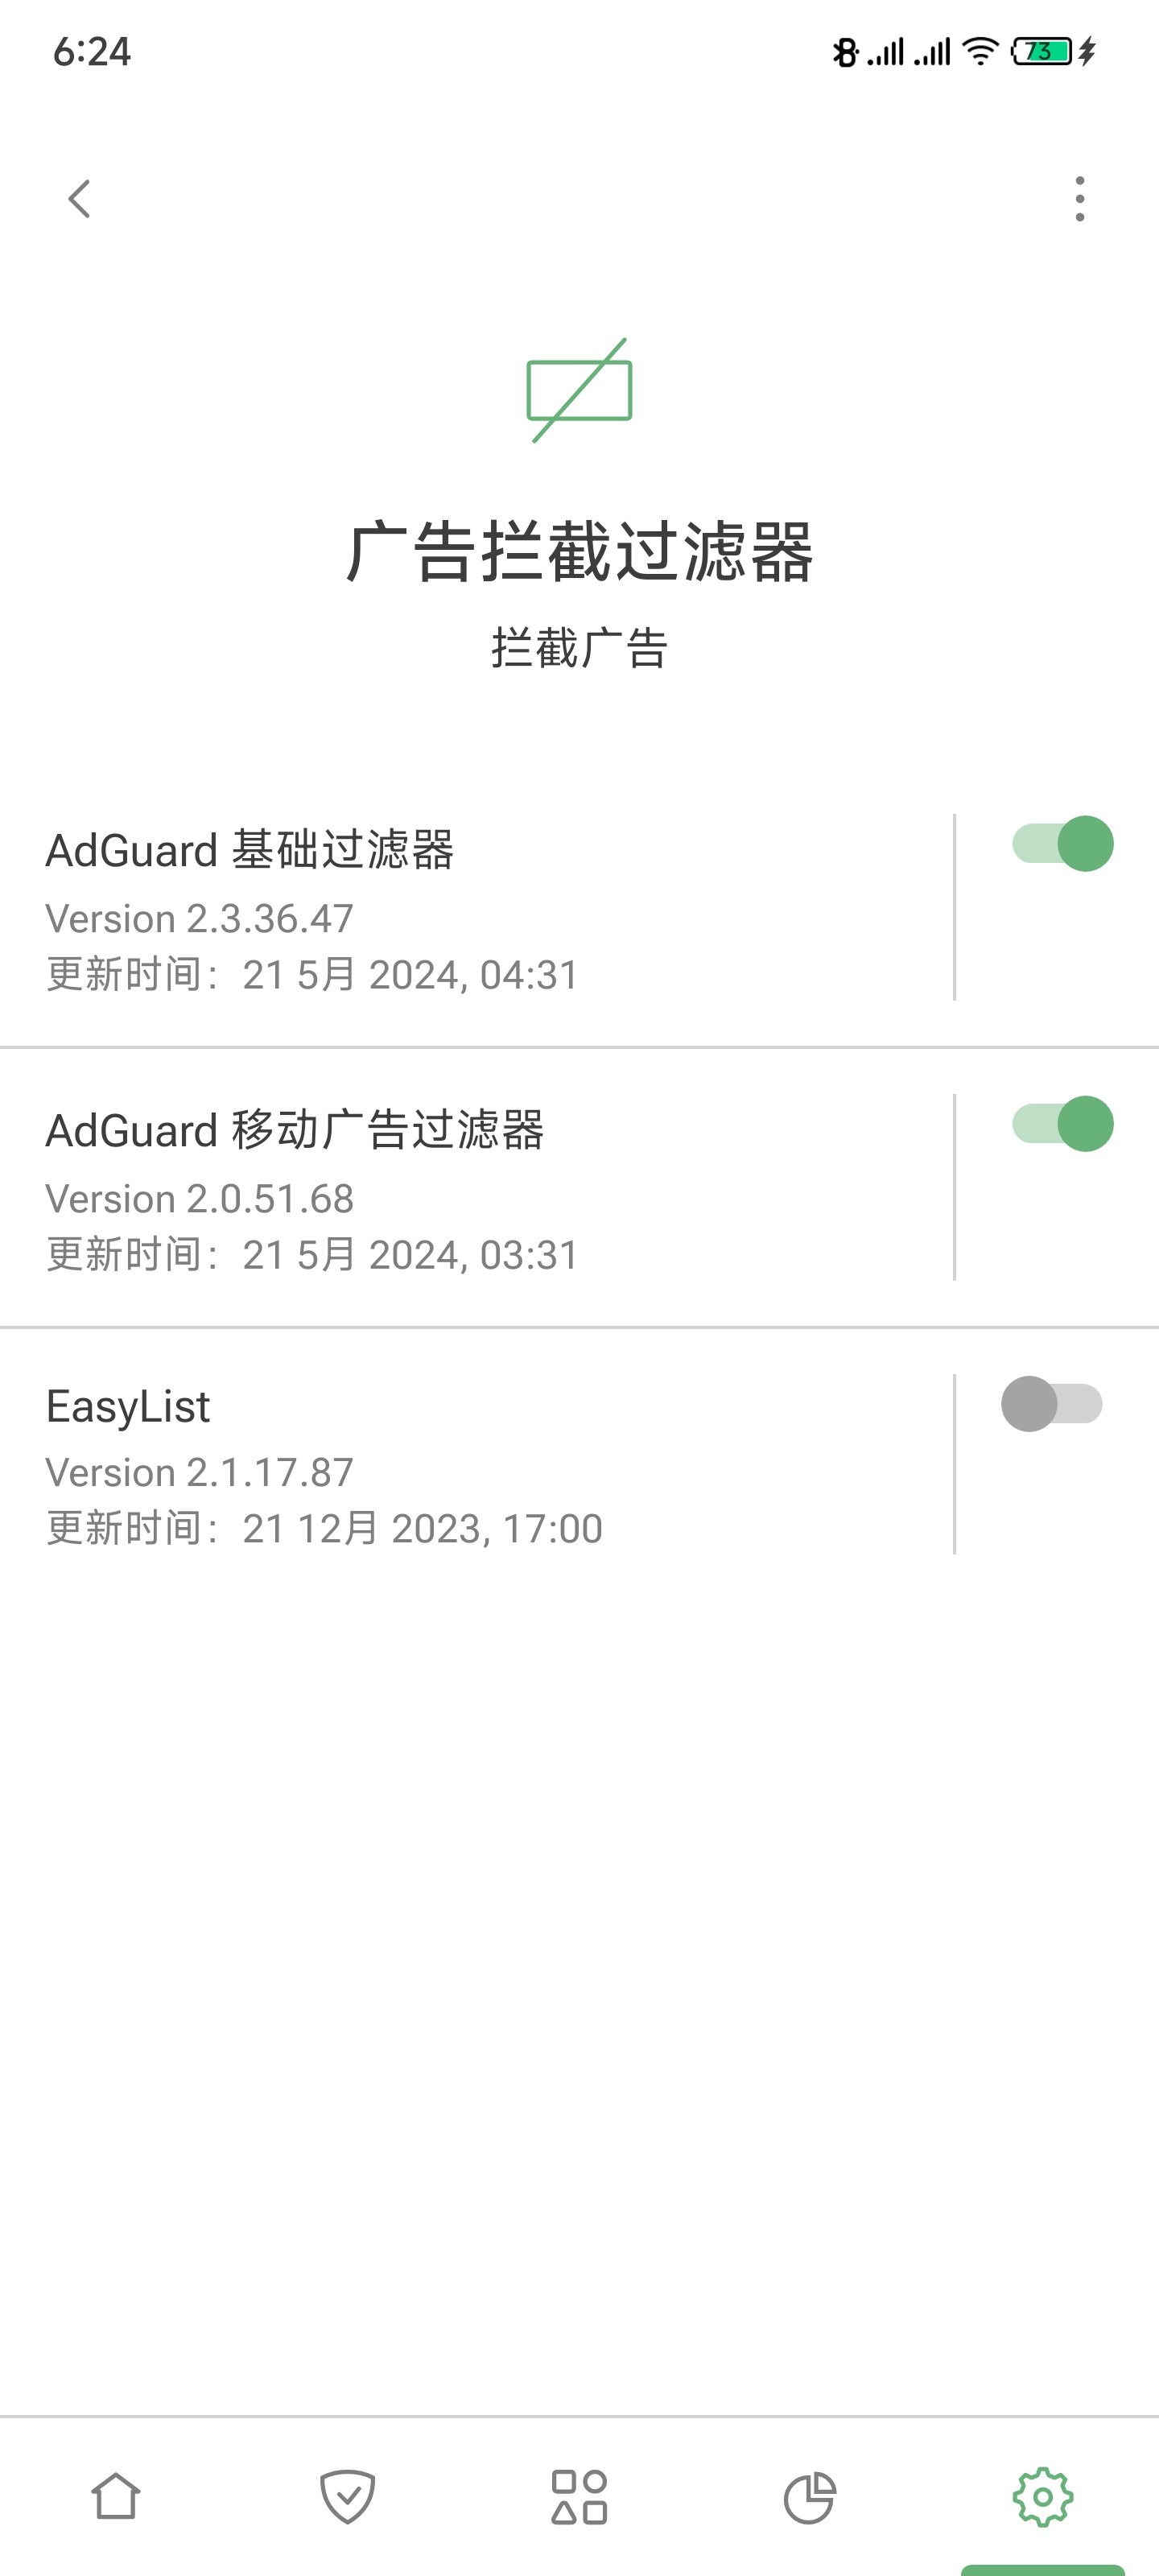 6:24
73
广告拦截过滤器
拦截广告
AdGuard 基础过滤器
Version 2.3.36.47
更新时间：21 5月 2024, 04:31
AdGuard 移动广告过滤器
Version 2.0.51.68
更新时间：21 5月 2024, 03:31
EasyList
Version 2.1.17.87
更新时间：21 12月 2023, 17:00